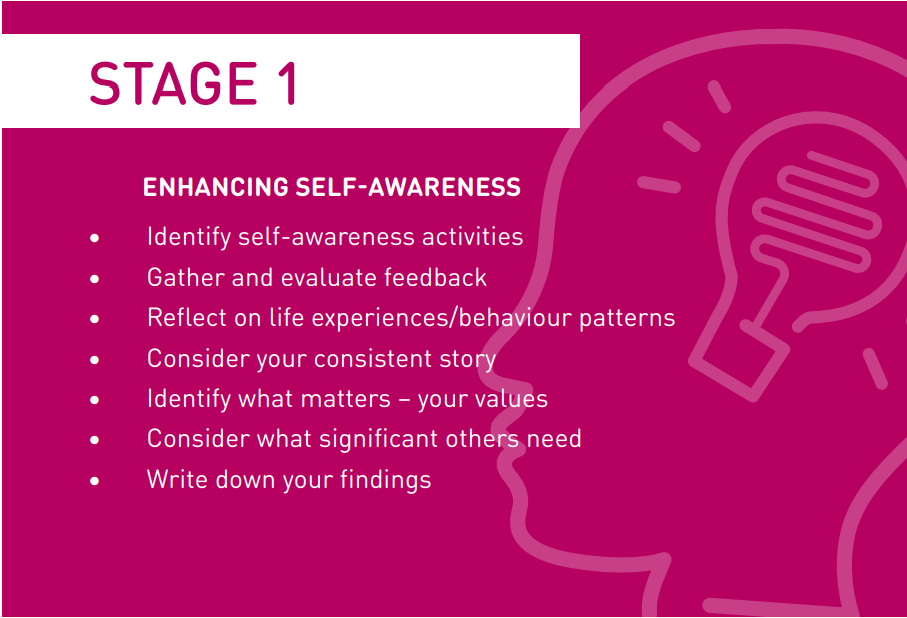 STAGE 1
ENHANCING SELF-AWARENESS
• Identify self-awareness activities
• Gather and evaluate feedback
• Reflect on life experiences/behaviour patterns
• Consider your consistent story
• Identify what matters – your values
• Consider what significant others need
• Write down your findings